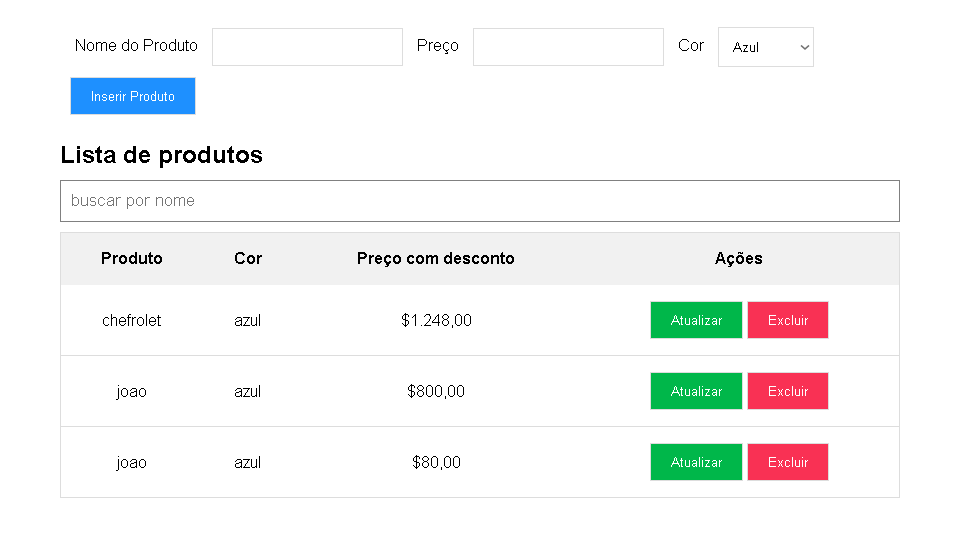 Nome do Produto Preço Cor Azul
Inserir Produto
Lista de produtos
buscar por nome
Produto Cor Preço com desconto Ações
chefrolet azul $1.248,00 Atualizar Excluir
joao azul $800,00 Atualizar Excluir
joao azul $80,00 Atualizar Excluir